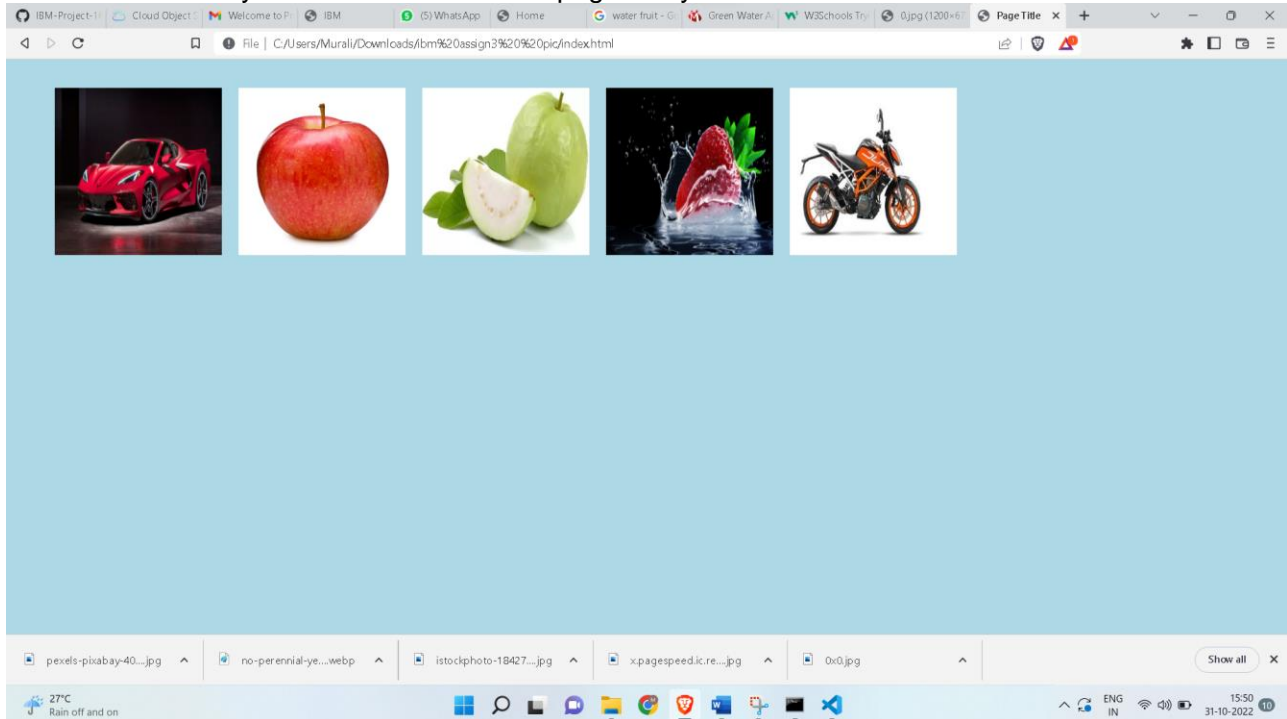 IBM-Project-1 Cloud Object Welcome to P IBM (5) WhatsApp Home water fruit - G Green Water A W3Schools Try 0.jpg (1200×67 Page Title
File | C:/Users/Murali/Downloads/ibm%20assign3%20%20pic/index.html
pexels-pixabay-40....jpg no-perennial-ye....webp istockphoto-18427....jpg x.pagespeed.ic.re....jpg 0x0.jpg Show all
27°C
Rain off and on
ENG
IN
15:50
31-10-2022
10